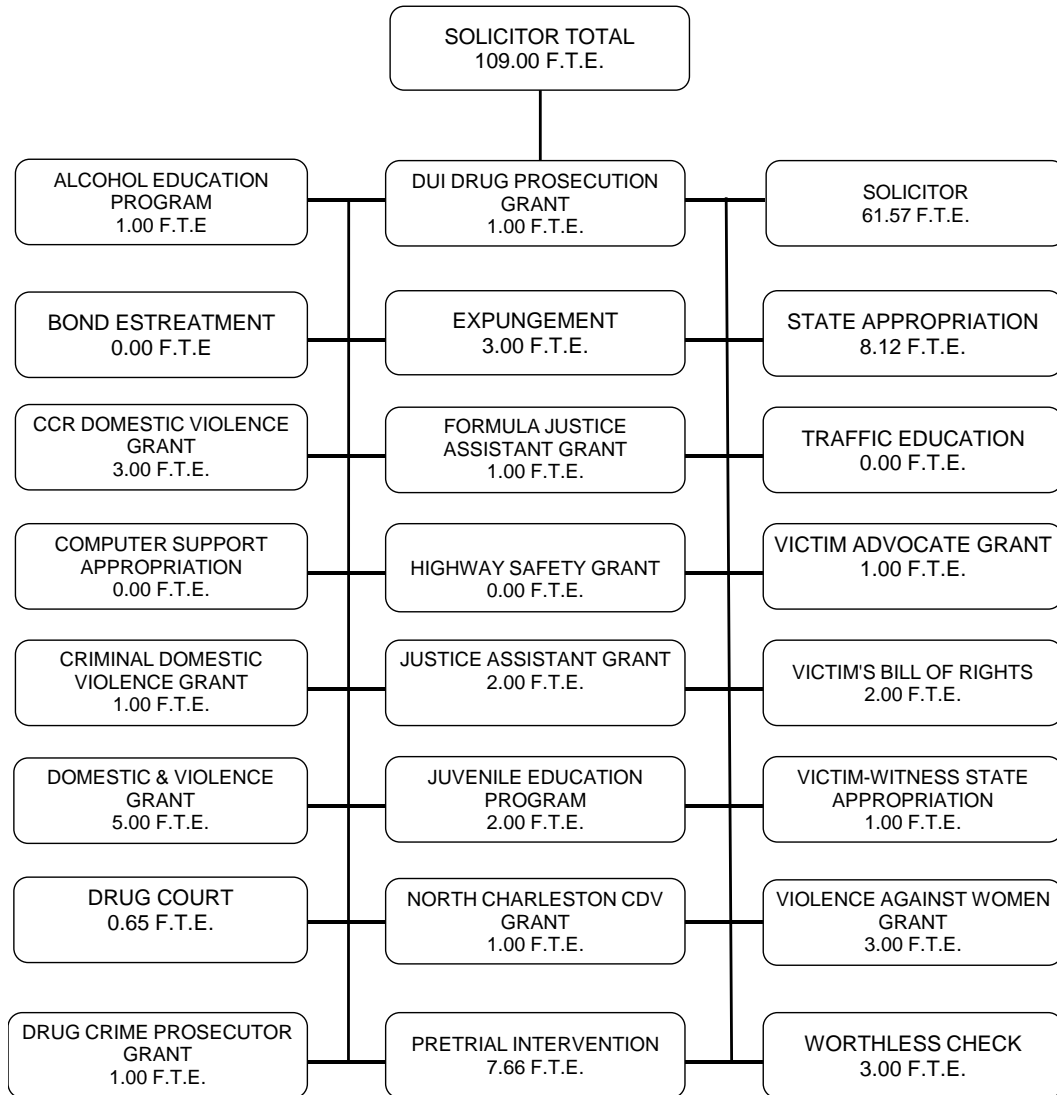 SOLICITOR TOTAL
109.00 F.T.E.
ALCOHOL EDUCATION
PROGRAM
1.00 F.T.E
DUI DRUG PROSECUTION
GRANT
1.00 F.T.E.
SOLICITOR
61.57 F.T.E.
BOND ESTREATMENT
0.00 F.T.E
EXPUNGEMENT
3.00 F.T.E.
STATE APPROPRIATION
8.12 F.T.E.
CCR DOMESTIC VIOLENCE
GRANT
3.00 F.T.E.
FORMULA JUSTICE
ASSISTANT GRANT
1.00 F.T.E.
TRAFFIC EDUCATION
0.00 F.T.E.
COMPUTER SUPPORT
APPROPRIATION
0.00 F.T.E.
HIGHWAY SAFETY GRANT
0.00 F.T.E.
VICTIM ADVOCATE GRANT
1.00 F.T.E.
CRIMINAL DOMESTIC
VIOLENCE GRANT
1.00 F.T.E.
JUSTICE ASSISTANT GRANT
2.00 F.T.E.
VICTIM'S BILL OF RIGHTS
2.00 F.T.E.
DOMESTIC & VIOLENCE
GRANT
5.00 F.T.E.
JUVENILE EDUCATION
PROGRAM
2.00 F.T.E.
VICTIM-WITNESS STATE
APPROPRIATION
1.00 F.T.E.
DRUG COURT
0.65 F.T.E.
NORTH CHARLESTON CDV
GRANT
1.00 F.T.E.
VIOLENCE AGAINST WOMEN
GRANT
3.00 F.T.E.
DRUG CRIME PROSECUTOR
GRANT
1.00 F.T.E.
PRETRIAL INTERVENTION
7.66 F.T.E.
WORTHLESS CHECK
3.00 F.T.E.